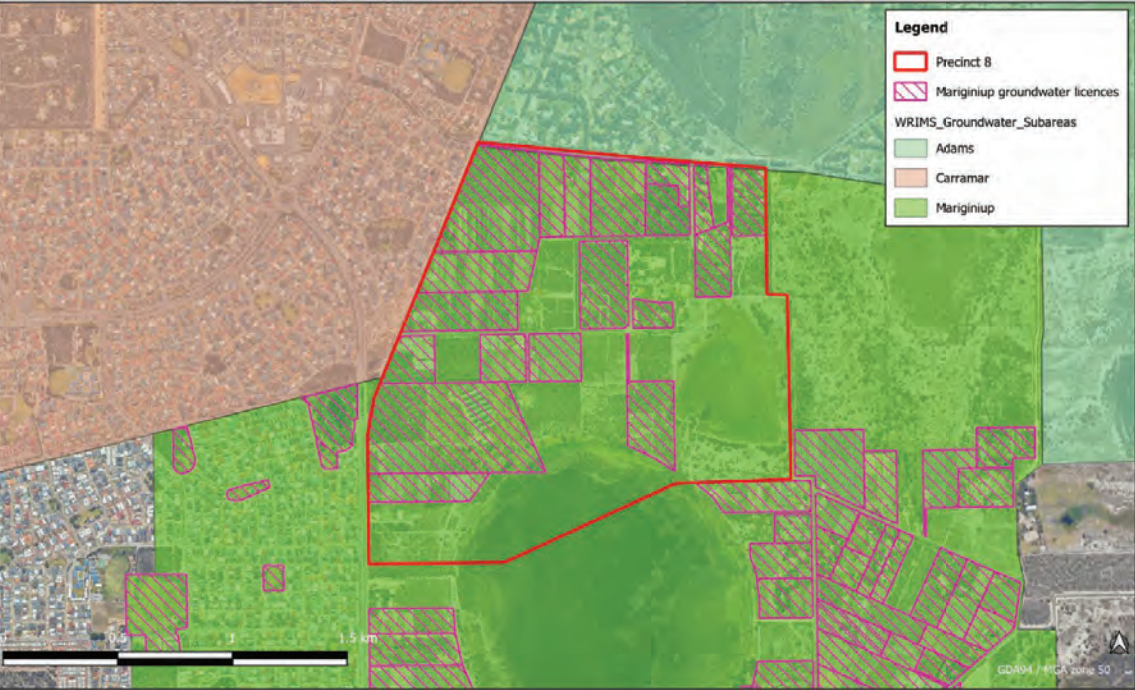 Legend
Precinct 8
Mariginiup groundwater licences
WRIMS_Groundwater_Subareas
Adams
Carramar
Mariginiup
0 0.5 1 1.5 km
GDA94 / MGA zone 50